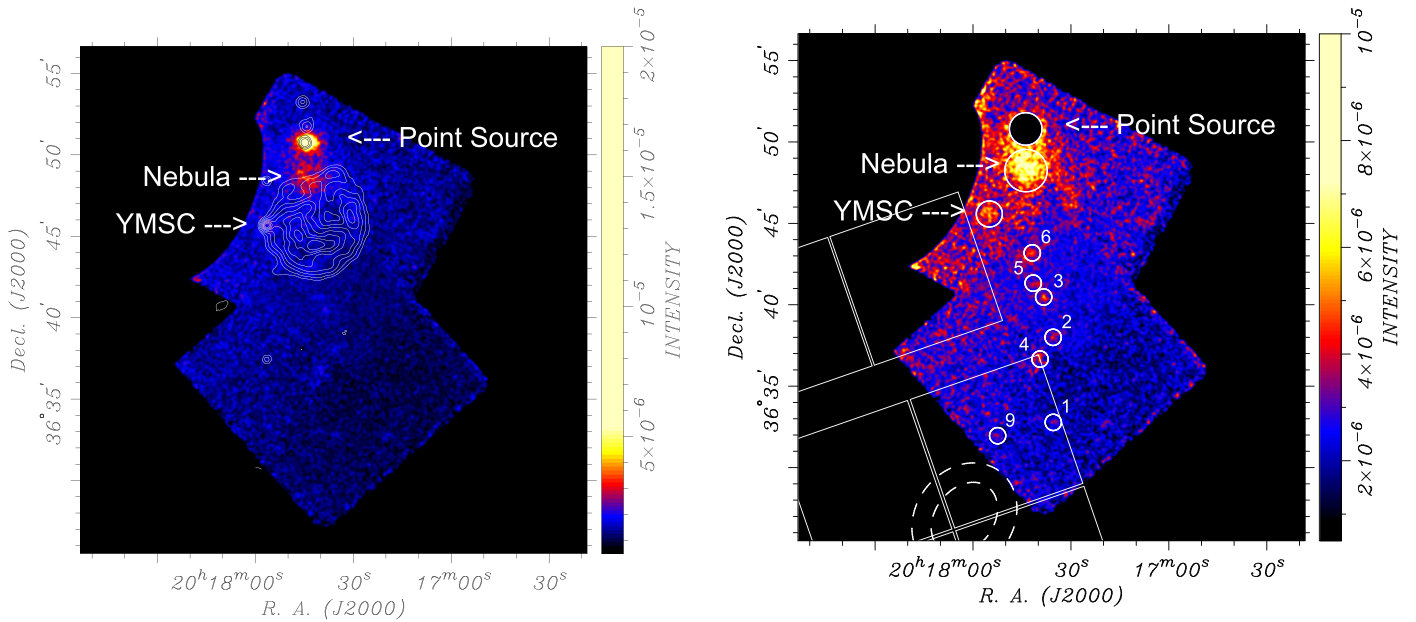 55′
50′
45′
40′
36°35′
Decl. (J2000)
<--- Point Source
Nebula --->
YMSC --->
20ʰ18ᵐ00ˢ
30ˢ
17ᵐ00ˢ
30ˢ
R. A. (J2000)
2×10⁻⁵
1.5×10⁻⁵
10⁻⁵
5×10⁻⁶
INTENSITY
55′
50′
45′
40′
36°35′
Decl. (J2000)
<--- Point Source
Nebula --->
YMSC --->
6
5
3
2
4
1
9
20ʰ18ᵐ00ˢ
30ˢ
17ᵐ00ˢ
30ˢ
R. A. (J2000)
10⁻⁵
8×10⁻⁶
6×10⁻⁶
4×10⁻⁶
2×10⁻⁶
INTENSITY